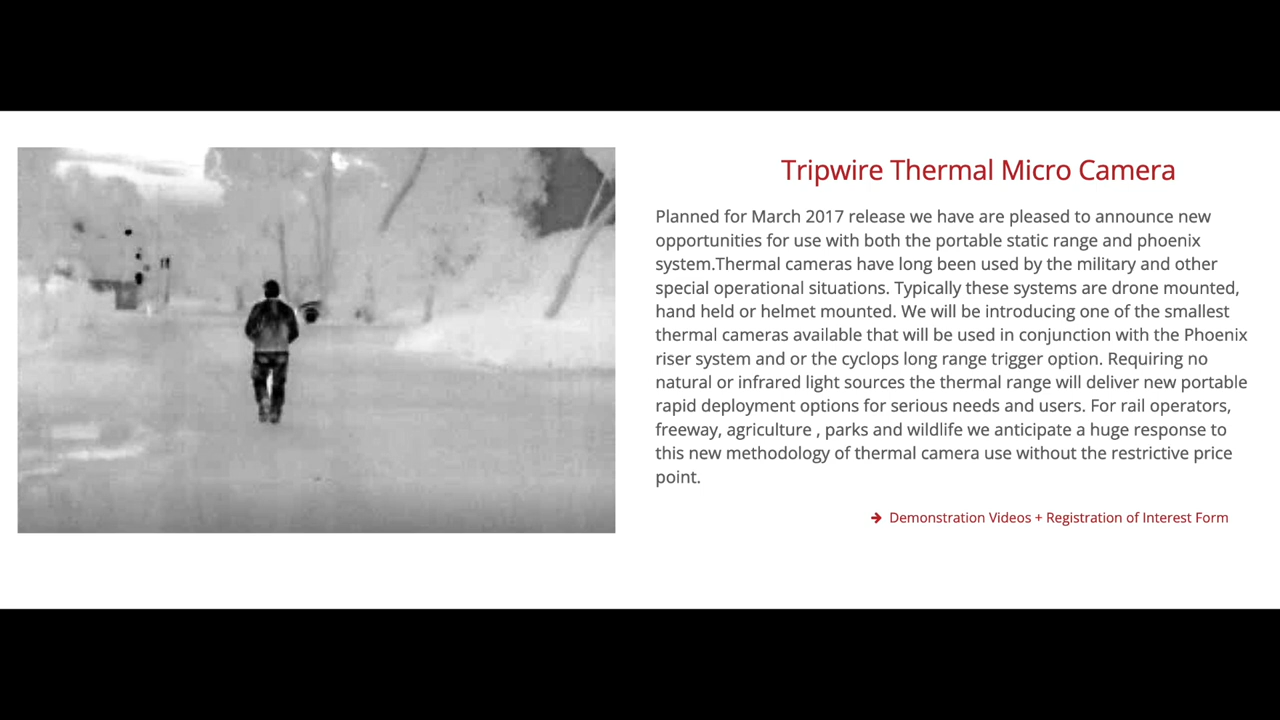 Tripwire Thermal Micro Camera
Planned for March 2017 release we have are pleased to announce new
opportunities for use with both the portable static range and phoenix
system.Thermal cameras have long been used by the military and other
special operational situations. Typically these systems are drone mounted,
hand held or helmet mounted. We will be introducing one of the smallest
thermal cameras available that will be used in conjunction with the Phoenix
riser system and or the cyclops long range trigger option. Requiring no
natural or infrared light sources the thermal range will deliver new portable
rapid deployment options for serious needs and users. For rail operators,
freeway, agriculture , parks and wildlife we anticipate a huge response to
this new methodology of thermal camera use without the restrictive price
point.
→ Demonstration Videos + Registration of Interest Form